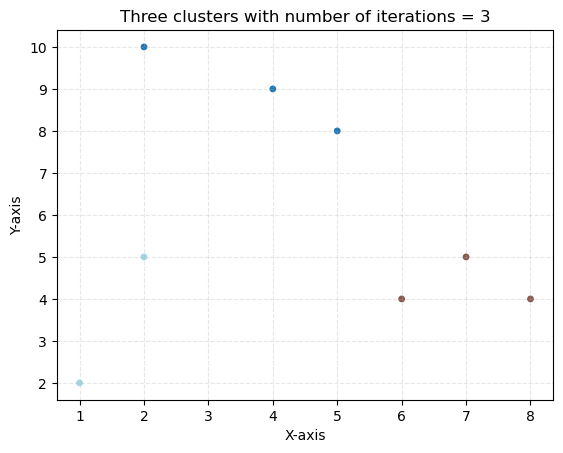 Three clusters with number of iterations = 3
10
9
8
7
6
5
4
3
2
Y-axis
1 2 3 4 5 6 7 8
X-axis